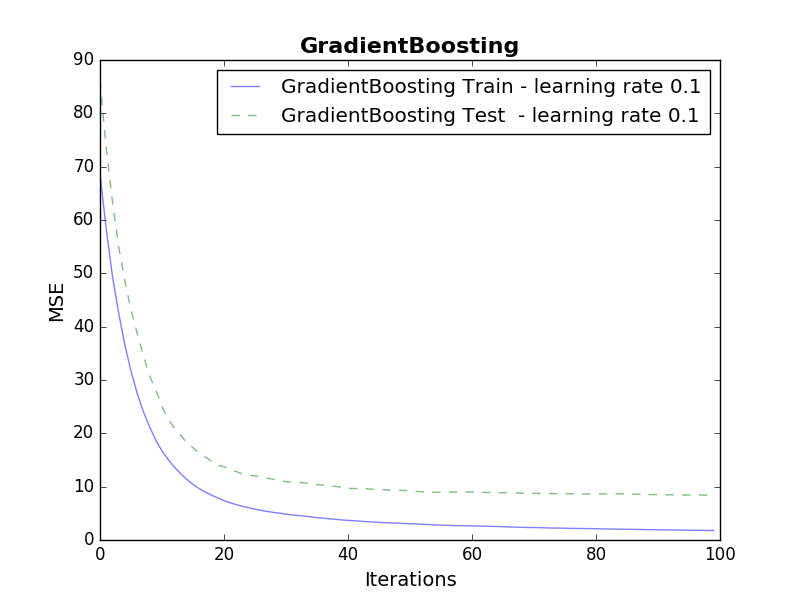 GradientBoosting
90
GradientBoosting Train - learning rate 0.1
GradientBoosting Test  - learning rate 0.1
80
70
60
50
40
30
20
10
0
MSE
0 20 40 60 80 100
Iterations